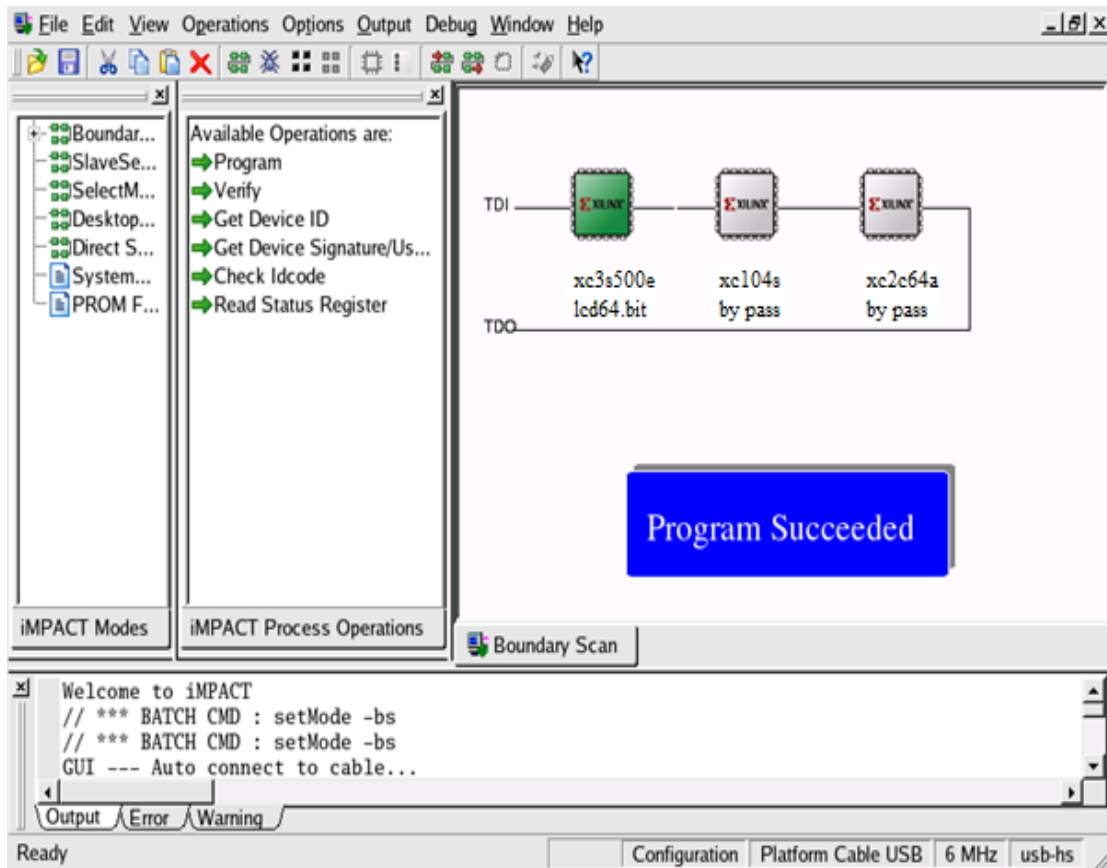 File Edit View Operations Options Output Debug Window Help
Boundar...
SlaveSe...
SelectM...
Desktop...
Direct S...
System...
PROM F...
iMPACT Modes
Available Operations are:
Program
Verify
Get Device ID
Get Device Signature/Us...
Check Idcode
Read Status Register
iMPACT Process Operations
TDI
XILINX
XILINX
XILINX
xc3s500e
lcd64.bit
xc104s
by pass
xc2c64a
by pass
TDO
Program Succeeded
Boundary Scan
Welcome to iMPACT
// *** BATCH CMD : setMode -bs
// *** BATCH CMD : setMode -bs
GUI --- Auto connect to cable...
Output Error Warning
Ready
Configuration Platform Cable USB 6 MHz usb-hs